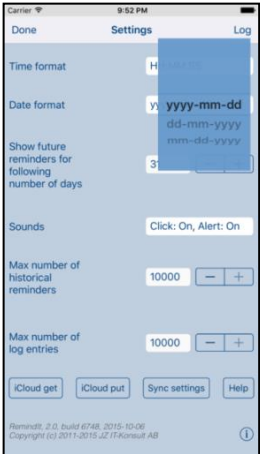 Carrier 9:52 PM
Done Settings Log
Time format
Date format
yyyy-mm-dd
dd-mm-yyyy
mm-dd-yyyy
Show future
reminders for
following
number of days
− +
Sounds Click: On, Alert: On
Max number of
historical
reminders
10000 − +
Max number of
log entries
10000 − +
iCloud get iCloud put Sync settings Help
RemindIt, 2.0, build 6748, 2015-10-06
Copyright (c) 2011-2015 JZ IT-Konsult AB